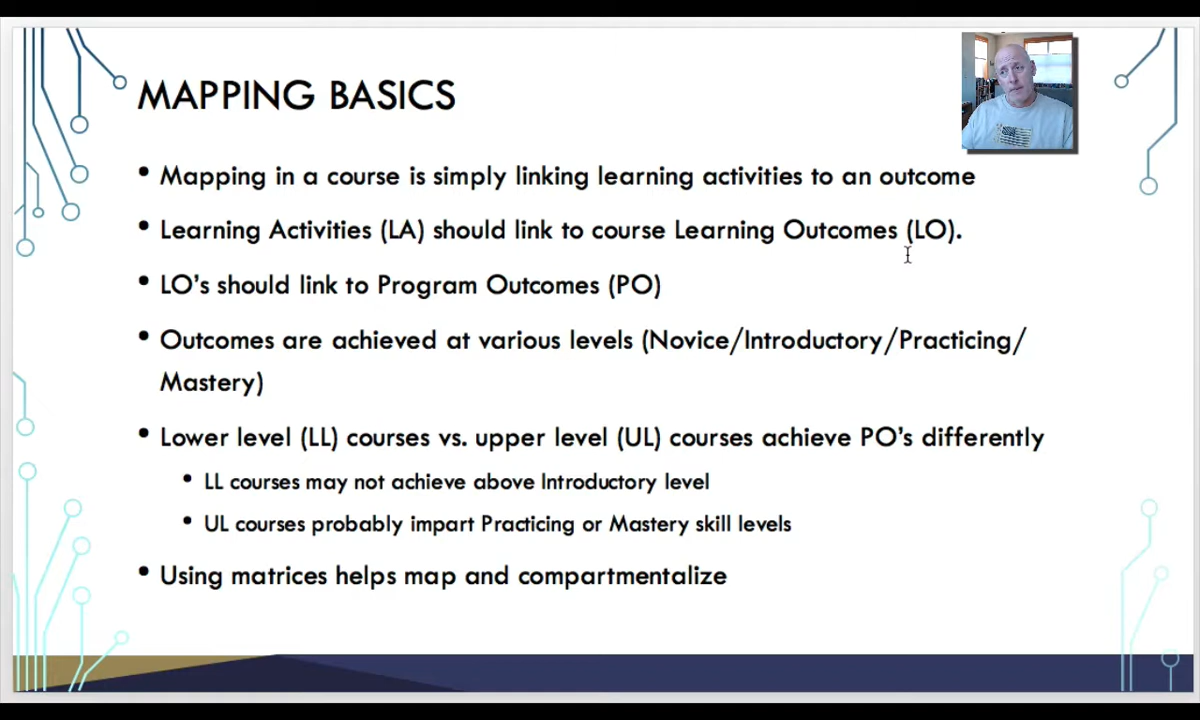 MAPPING BASICS
• Mapping in a course is simply linking learning activities to an outcome
• Learning Activities (LA) should link to course Learning Outcomes (LO).
• LO's should link to Program Outcomes (PO)
• Outcomes are achieved at various levels (Novice/Introductory/Practicing/
Mastery)
• Lower level (LL) courses vs. upper level (UL) courses achieve PO's differently
• LL courses may not achieve above Introductory level
• UL courses probably impart Practicing or Mastery skill levels
• Using matrices helps map and compartmentalize